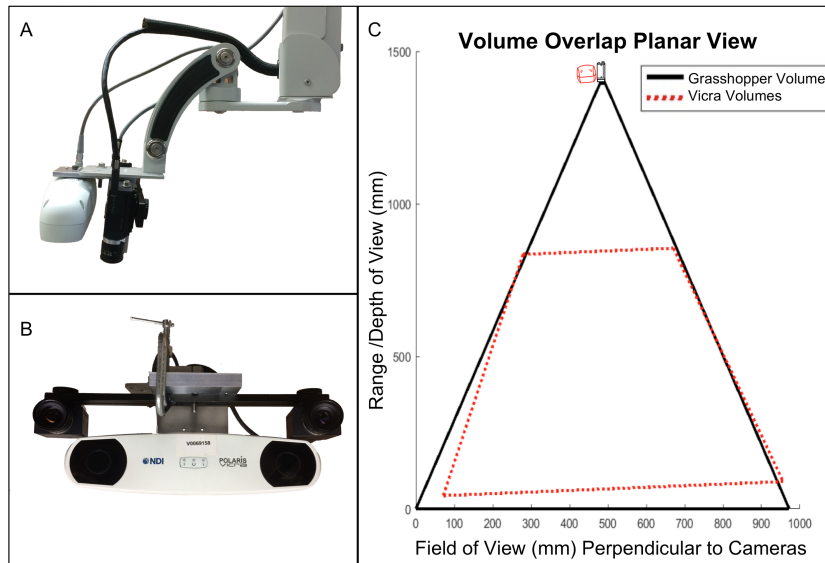 A
B
V0069158
NDI
POLARIS
VICRA
C
Volume Overlap Planar View
Grasshopper Volume
Vicra Volumes
Range /Depth of View (mm)
1500
1000
500
0
0 100 200 300 400 500 600 700 800 900 1000
Field of View (mm) Perpendicular to Cameras